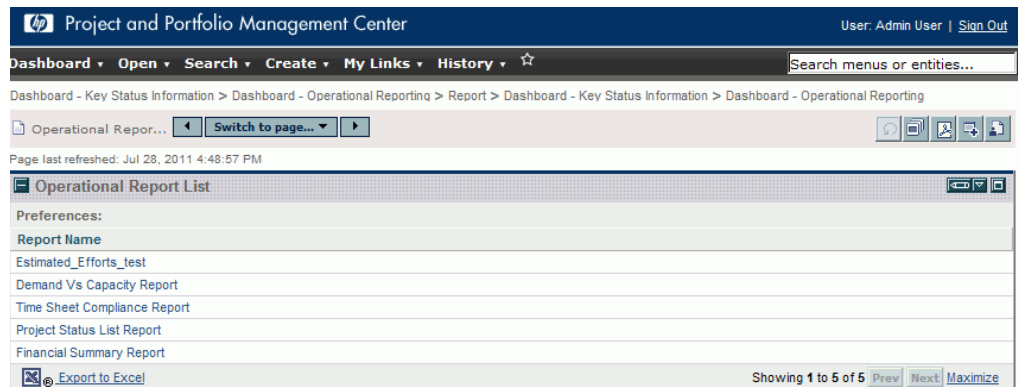 hp Project and Portfolio Management Center User: Admin User | Sign Out
Dashboard Open Search Create My Links History Search menus or entities...
Dashboard - Key Status Information > Dashboard - Operational Reporting > Report > Dashboard - Key Status Information > Dashboard - Operational Reporting
Operational Repor... Switch to page...
Page last refreshed: Jul 28, 2011 4:48:57 PM
Operational Report List
Preferences:
Report Name
Estimated_Efforts_test
Demand Vs Capacity Report
Time Sheet Compliance Report
Project Status List Report
Financial Summary Report
® Export to Excel Showing 1 to 5 of 5 Prev Next Maximize